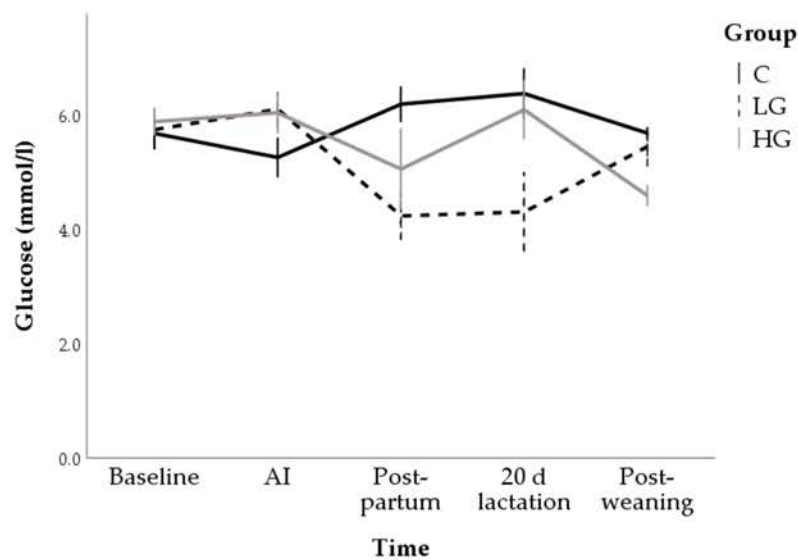 Group
C
LG
HG
Glucose (mmol/l)
6.0
4.0
2.0
0.0
Baseline
AI
Post-
partum
20 d
lactation
Post-
weaning
Time